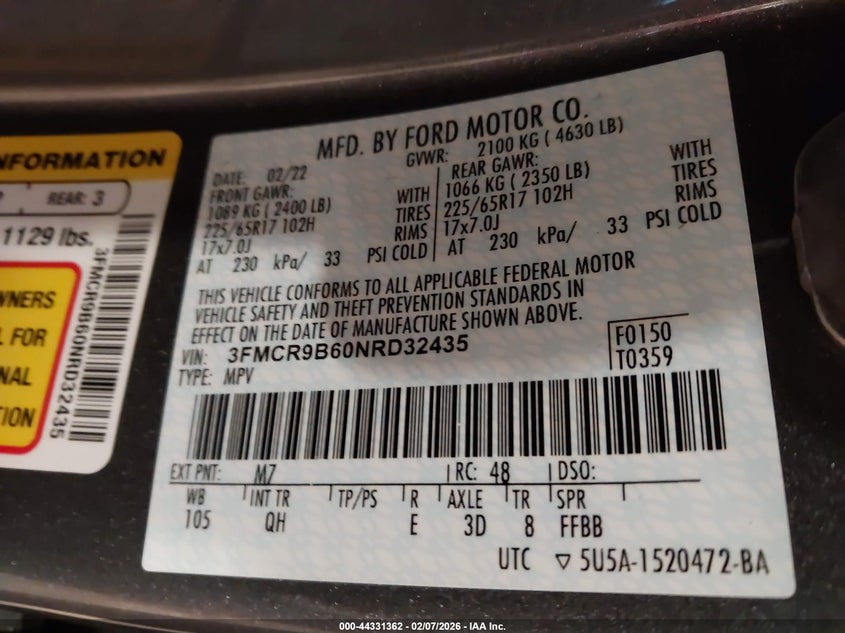 NFORMATION
REAR: 3
1129 lbs.
WNERS
L FOR
NAL
TION
3FMCR9B60NRD32435
MFD. BY FORD MOTOR CO.
DATE: 02/22 GVWR: 2100 KG ( 4630 LB)
FRONT GAWR: REAR GAWR:
1089 KG ( 2400 LB) WITH 1066 KG ( 2350 LB) WITH
225/65R17 102H TIRES 225/65R17 102H TIRES
17x7.0J RIMS 17x7.0J RIMS
AT 230 kPa/ 33 PSI COLD AT 230 kPa/ 33 PSI COLD
THIS VEHICLE CONFORMS TO ALL APPLICABLE FEDERAL MOTOR
VEHICLE SAFETY AND THEFT PREVENTION STANDARDS IN
EFFECT ON THE DATE OF MANUFACTURE SHOWN ABOVE.
VIN: 3FMCR9B60NRD32435 F0150
TYPE: MPV T0359
EXT PNT: M7 RC: 48 DSO:
WB INT TR TP/PS R AXLE TR SPR
105 QH E 3D 8 FFBB
UTC ▽ 5U5A-1520472-BA
000-44331362 - 02/07/2026 - IAA Inc.